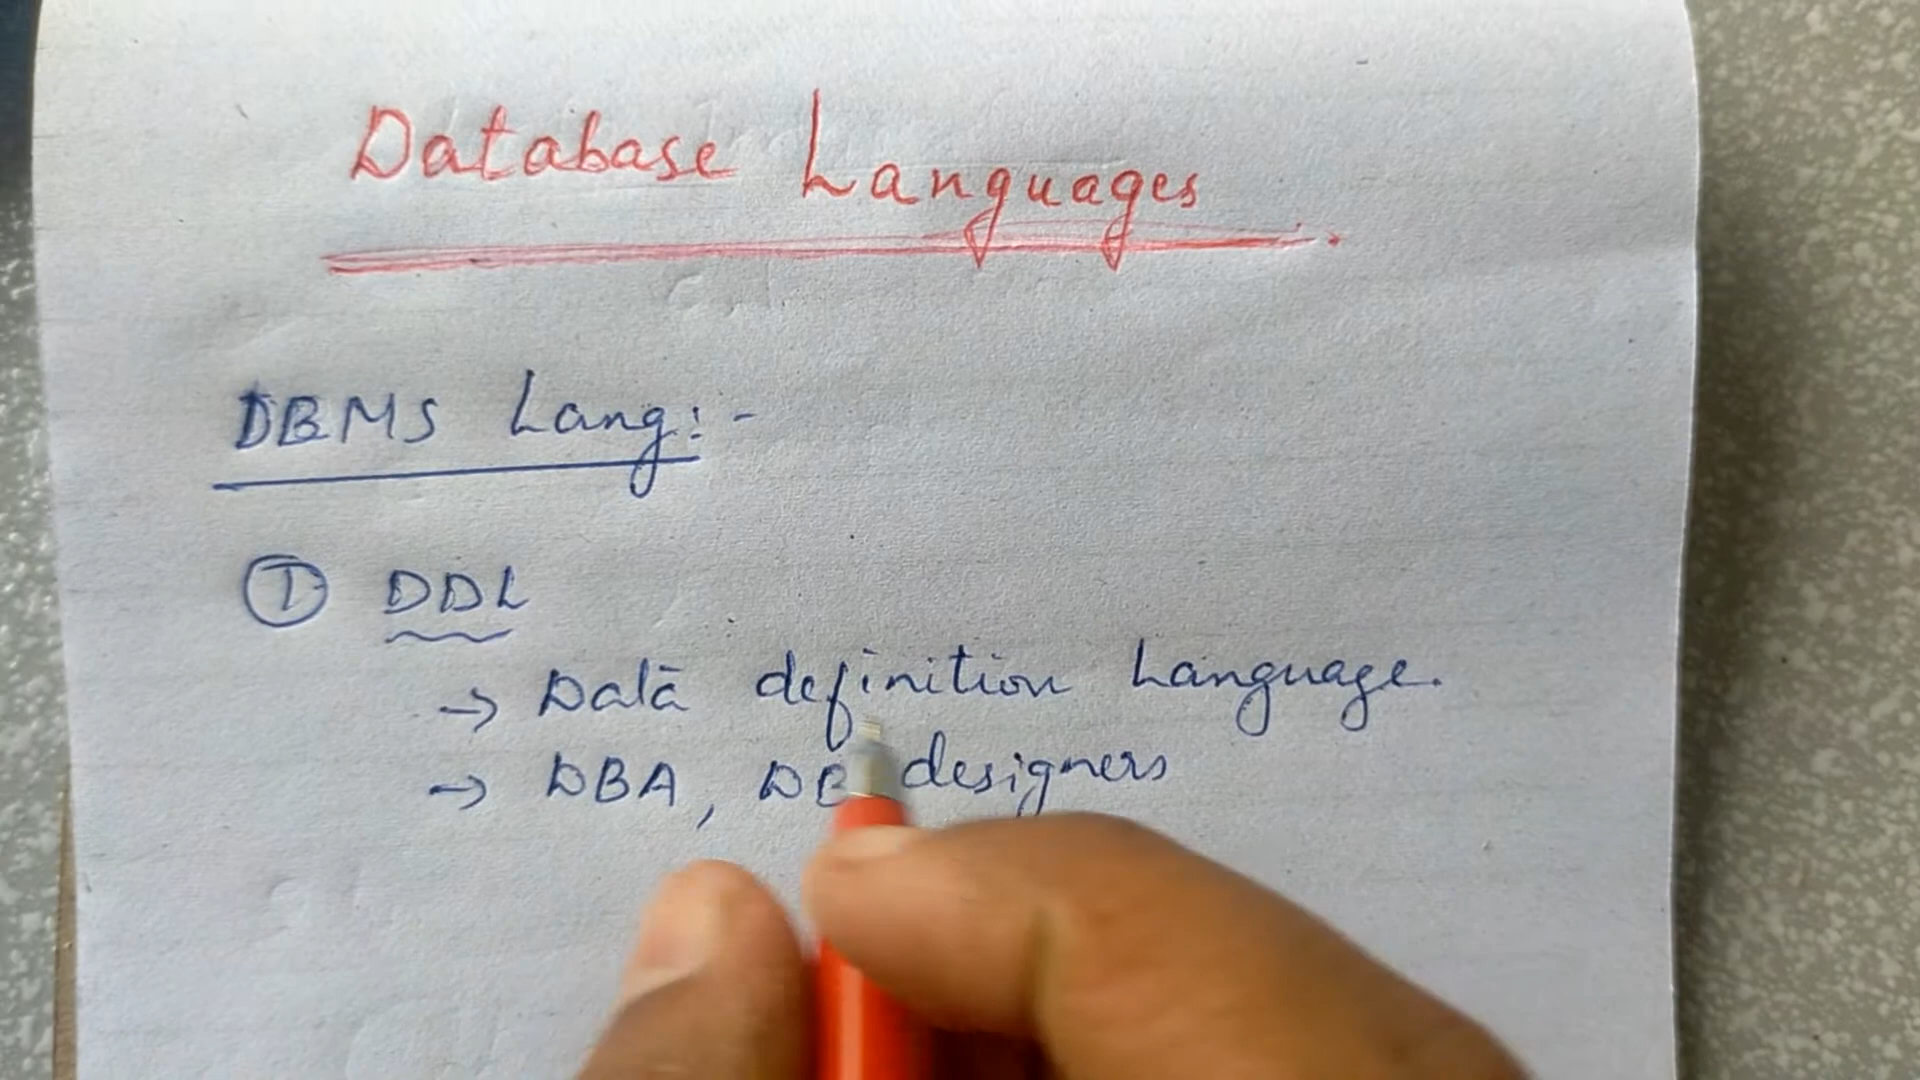 Database Languages
DBMS Lang:-
① DDL
→ Data definition Language.
→ DBA, DB designers